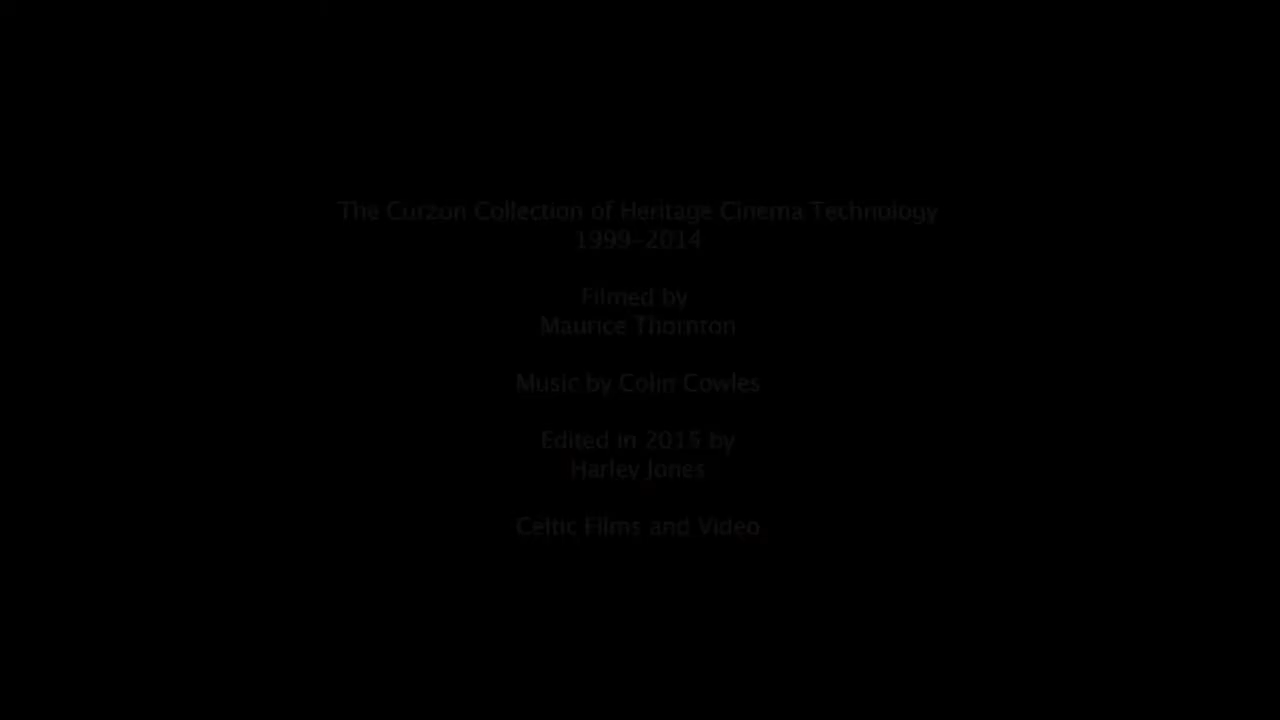 The Curzon Collection of Heritage Cinema Technology
1999-2014
Filmed by
Maurice Thornton
Music by Colin Cowles
Edited in 2015 by
Harley Jones
Celtic Films and Video